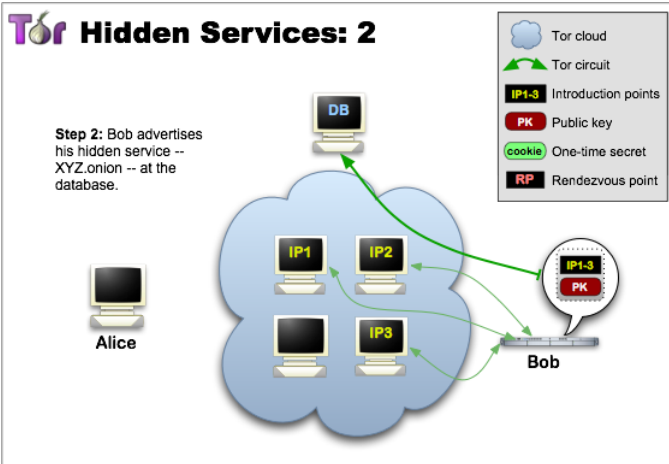 Tor Hidden Services: 2
Tor cloud
Tor circuit
IP1-3 Introduction points
PK Public key
cookie One-time secret
RP Rendezvous point
Step 2: Bob advertises
his hidden service --
XYZ.onion -- at the
database.
DB
IP1
IP2
IP3
IP1-3
PK
Alice
Bob